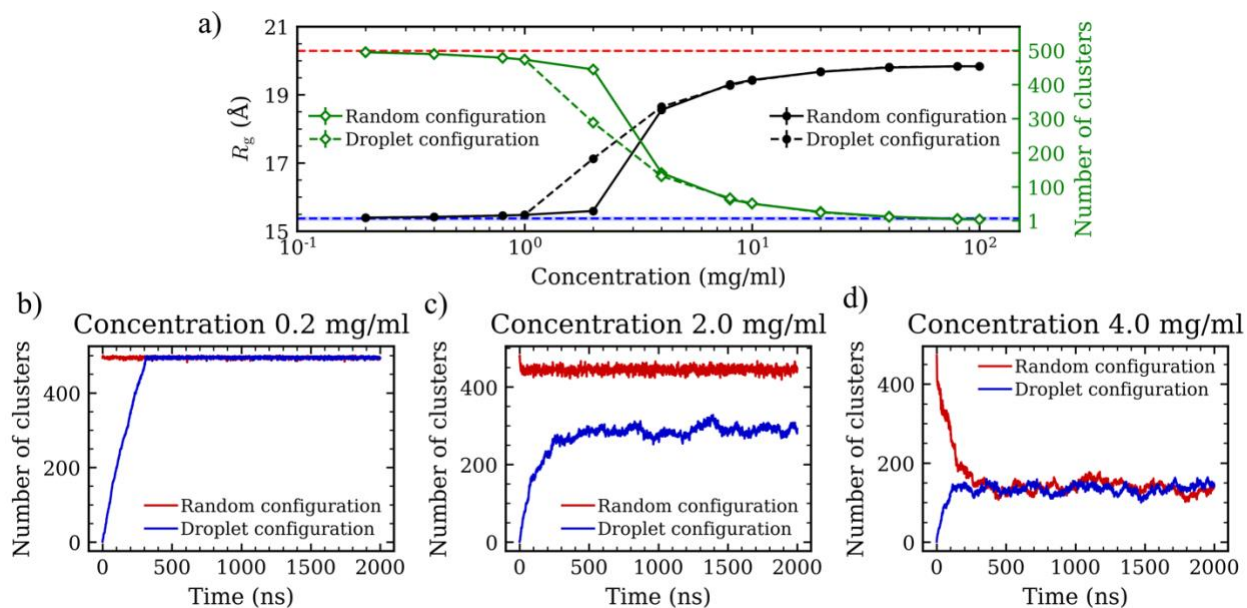 a)
21
19
17
15
R_g (Å)
Random configuration
Droplet configuration
Random configuration
Droplet configuration
500
400
300
200
100
1
Number of clusters
10⁻¹ 10⁰ 10¹ 10²
Concentration (mg/ml)
b)
Concentration 0.2 mg/ml
Number of clusters
400
200
0
Random configuration
Droplet configuration
0 500 1000 1500 2000
Time (ns)
c)
Concentration 2.0 mg/ml
Number of clusters
400
200
0
Random configuration
Droplet configuration
0 500 1000 1500 2000
Time (ns)
d)
Concentration 4.0 mg/ml
Number of clusters
400
200
0
Random configuration
Droplet configuration
0 500 1000 1500 2000
Time (ns)